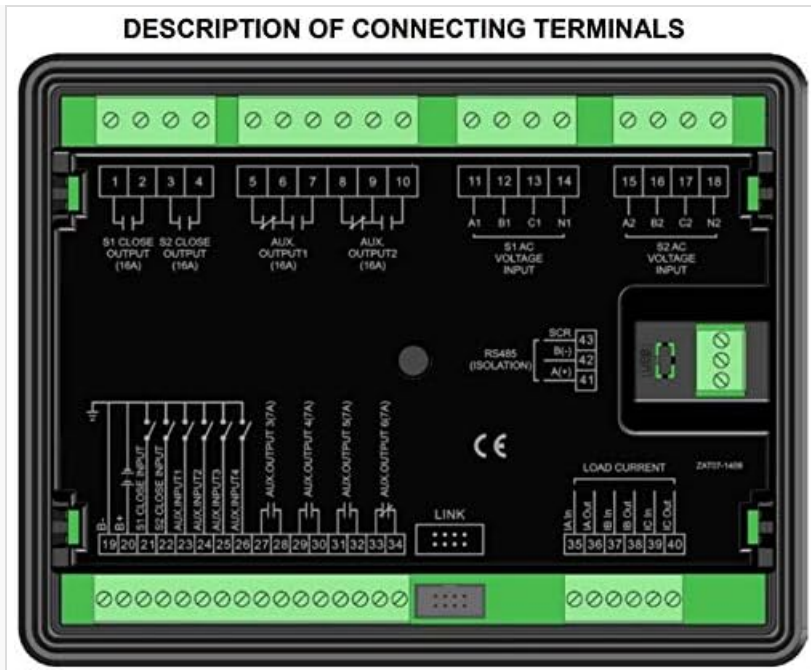 DESCRIPTION OF CONNECTING TERMINALS
1 2 3 4 5 6 7 8 9 10 11 12 13 14 15 16 17 18
A1 B1 C1 N1 A2 B2 C2 N2
S1 CLOSE
OUTPUT
(16A)
S2 CLOSE
OUTPUT
(16A)
AUX.
OUTPUT1
(16A)
AUX.
OUTPUT2
(16A)
S1 AC
VOLTAGE
INPUT
S2 AC
VOLTAGE
INPUT
RS485
(ISOLATION)
SCR 43
B(-) 42
A(+) 41
B-
B+
S1 CLOSE INPUT
S2 CLOSE INPUT
AUX.INPUT1
AUX.INPUT2
AUX.INPUT3
AUX.INPUT4
AUX.OUTPUT 3(7A)
AUX.OUTPUT 4(7A)
AUX.OUTPUT 5(7A)
AUX.OUTPUT 6(7A)
CE
ZAT07-1409
LINK
LOAD CURRENT
IA In
IA Out
IB In
IB Out
IC In
IC Out
19 20 21 22 23 24 25 26 27 28 29 30 31 32 33 34 35 36 37 38 39 40